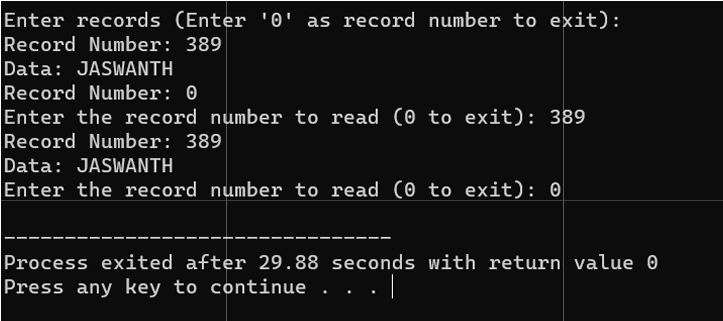 Enter records (Enter '0' as record number to exit):
Record Number: 389
Data: JASWANTH
Record Number: 0
Enter the record number to read (0 to exit): 389
Record Number: 389
Data: JASWANTH
Enter the record number to read (0 to exit): 0
--------------------------------
Process exited after 29.88 seconds with return value 0
Press any key to continue . . .